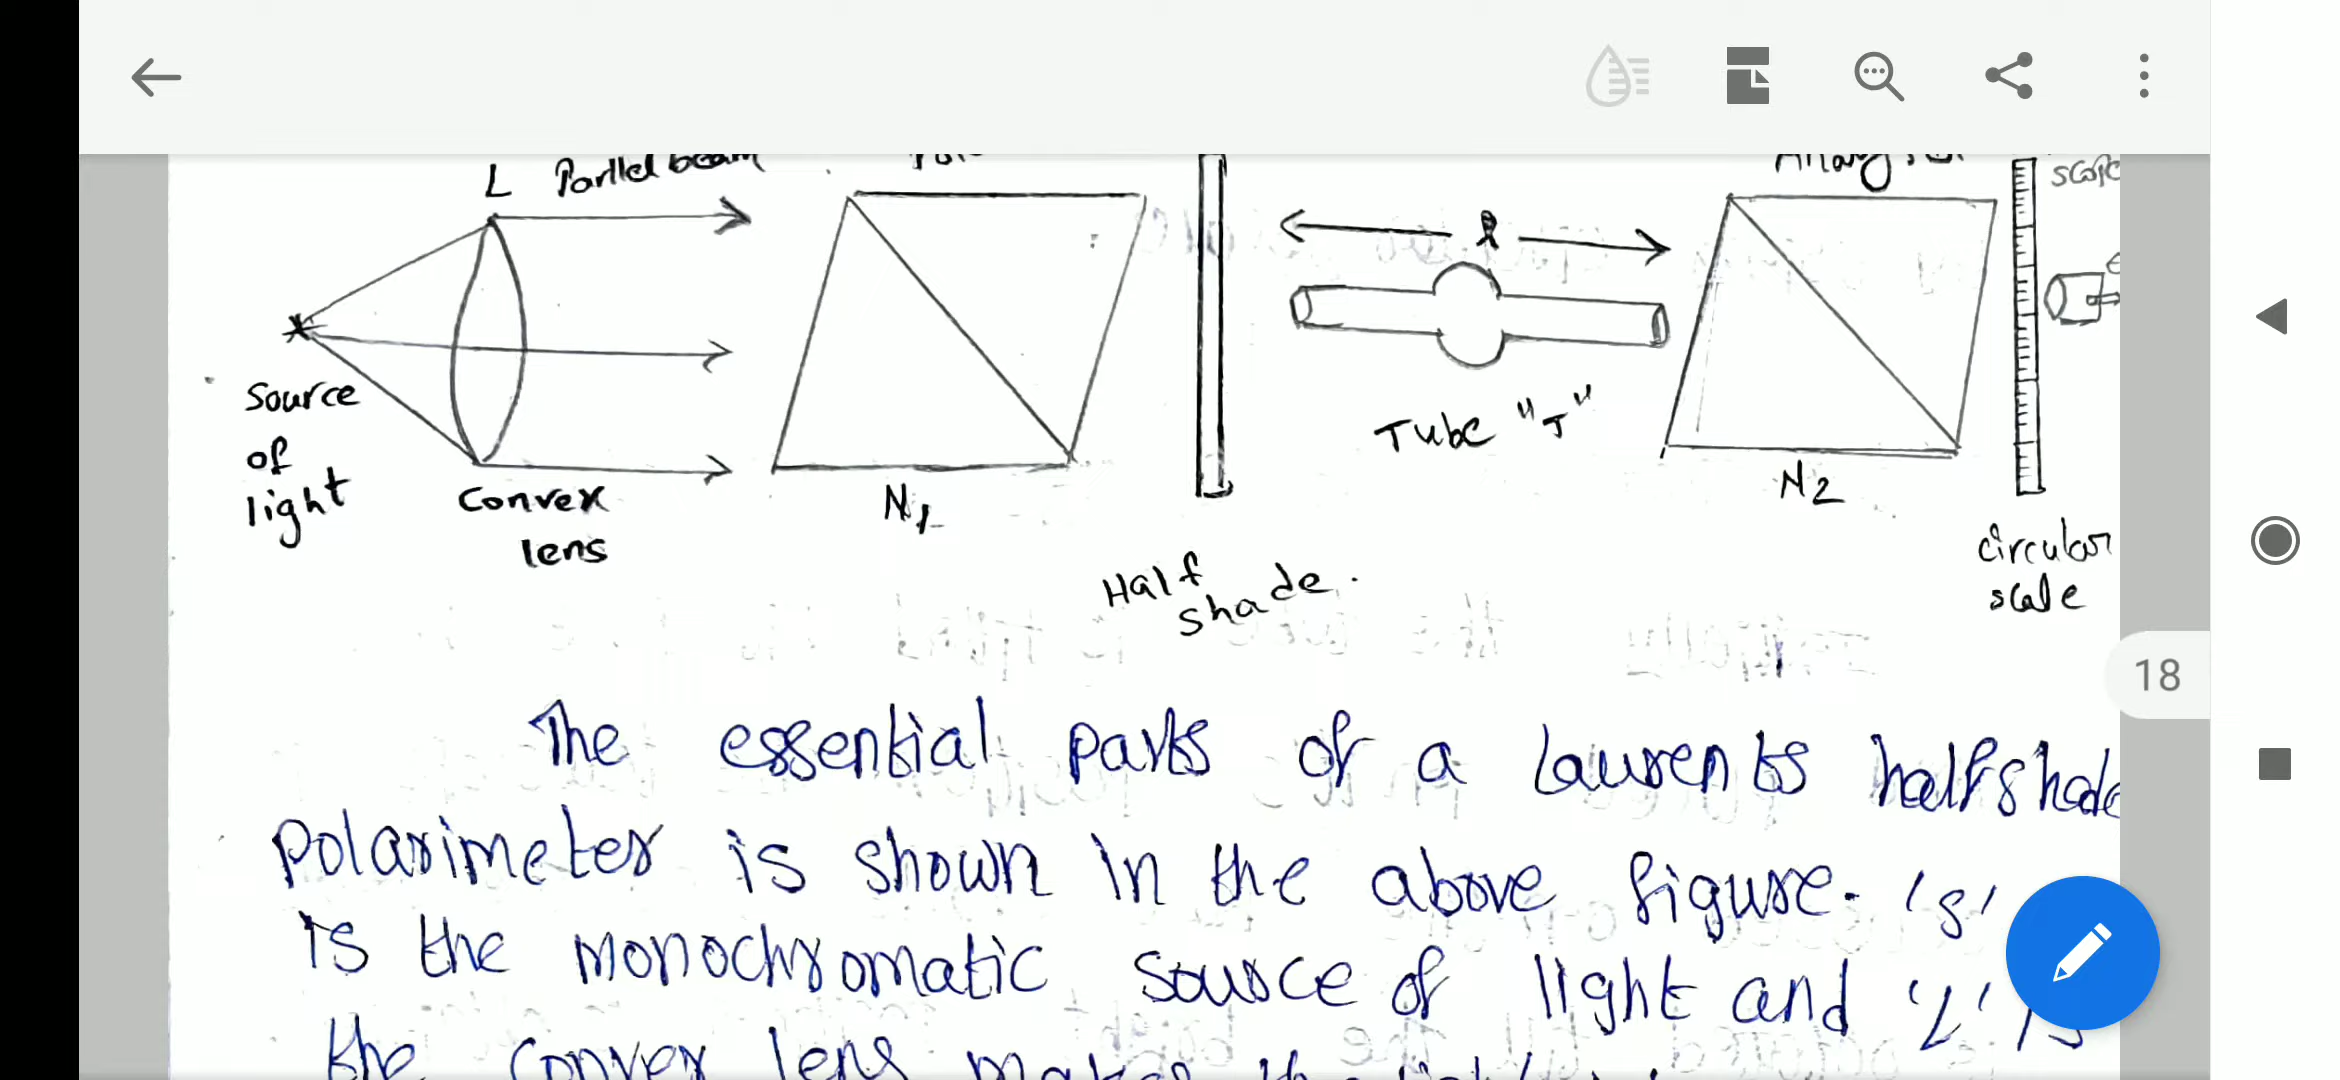 L Parllel beam
l
Source
of
light
Convex
lens
N1
Half
shade.
Tube "J"
N2
circular
scale
18
The essential parts of a Laurents halfshade
Polarimeter is shown in the above figure. 's'
is the monochromatic source of light and 'L' is
the convex lens makes